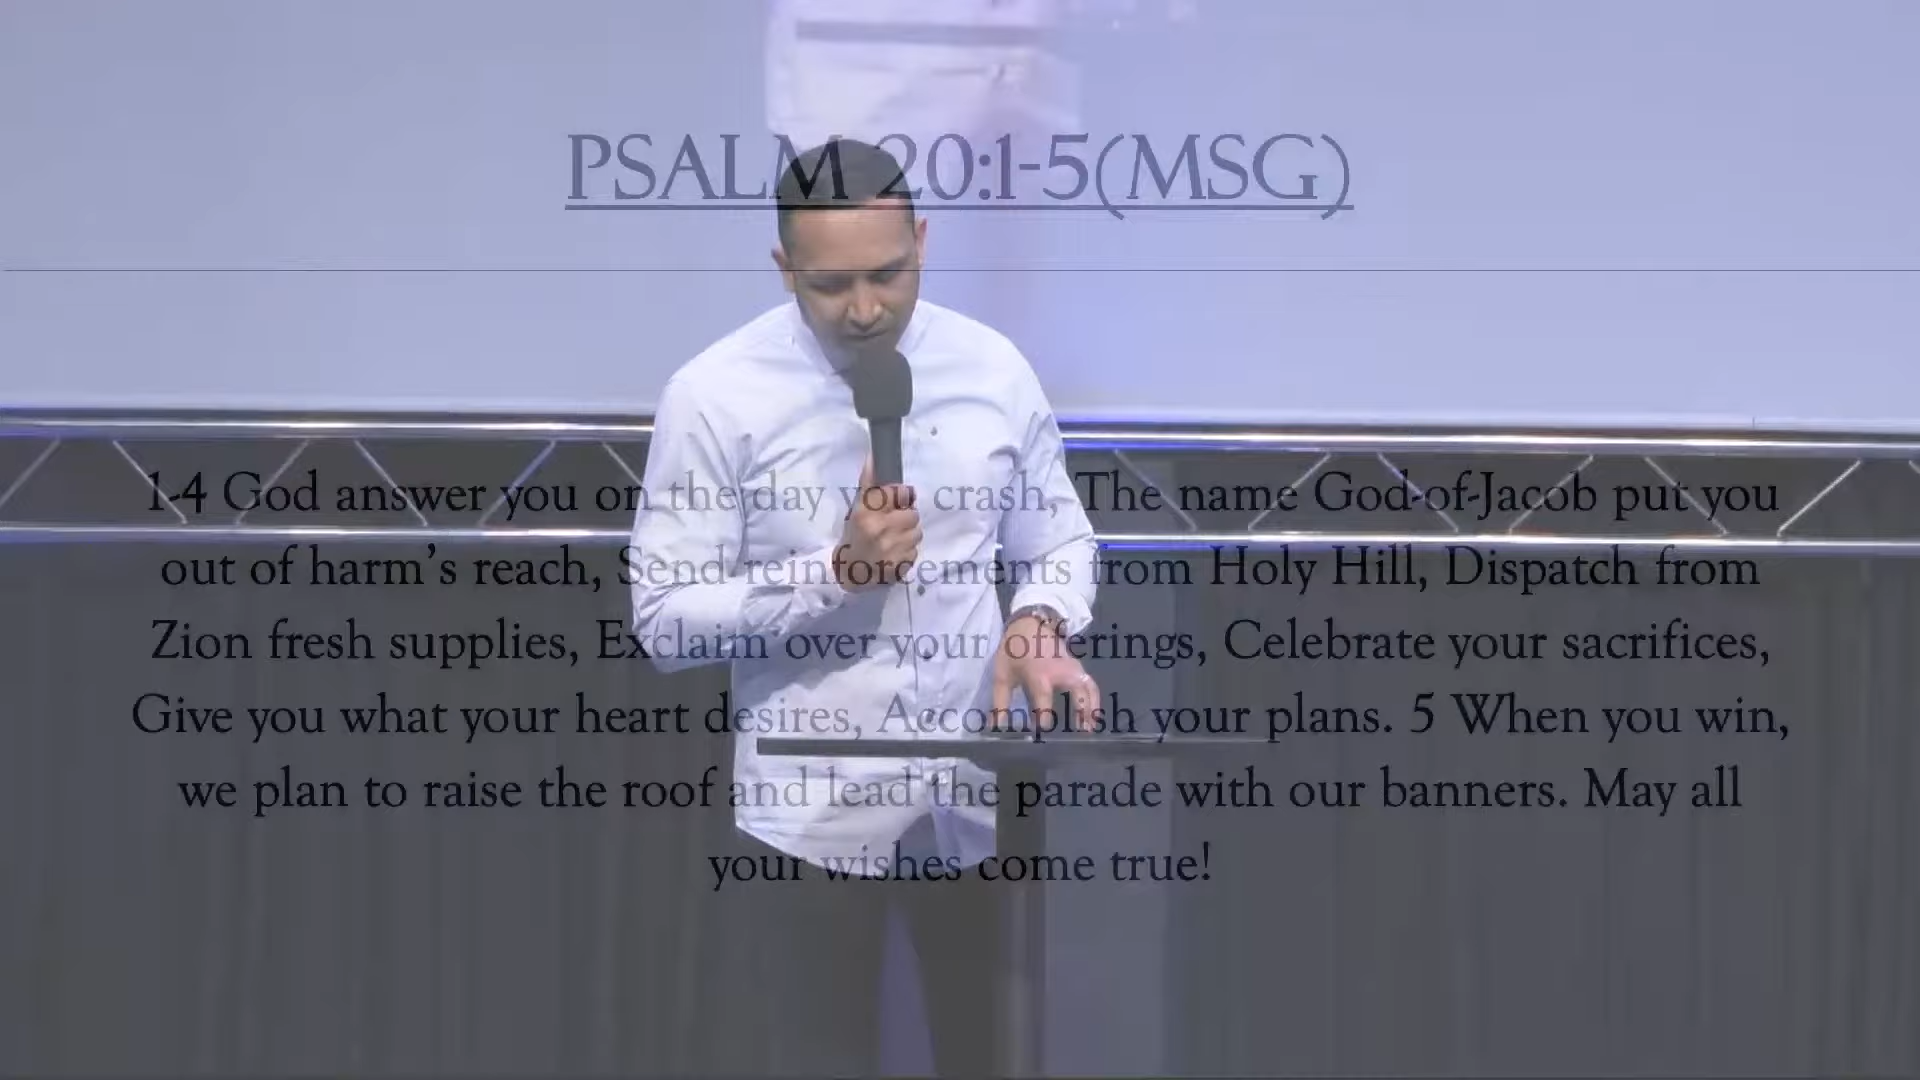 PSALM 20:1-5(MSG)
1-4 God answer you on the day you crash, The name God-of-Jacob put you
out of harm's reach, Send reinforcements from Holy Hill, Dispatch from
Zion fresh supplies, Exclaim over your offerings, Celebrate your sacrifices,
Give you what your heart desires, Accomplish your plans. 5 When you win,
we plan to raise the roof and lead the parade with our banners. May all
your wishes come true!